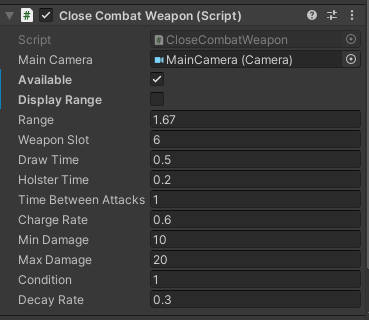 Close Combat Weapon (Script)
Script CloseCombatWeapon
Main Camera MainCamera (Camera)
Available
Display Range
Range 1.67
Weapon Slot 6
Draw Time 0.5
Holster Time 0.2
Time Between Attacks 1
Charge Rate 0.6
Min Damage 10
Max Damage 20
Condition 1
Decay Rate 0.3